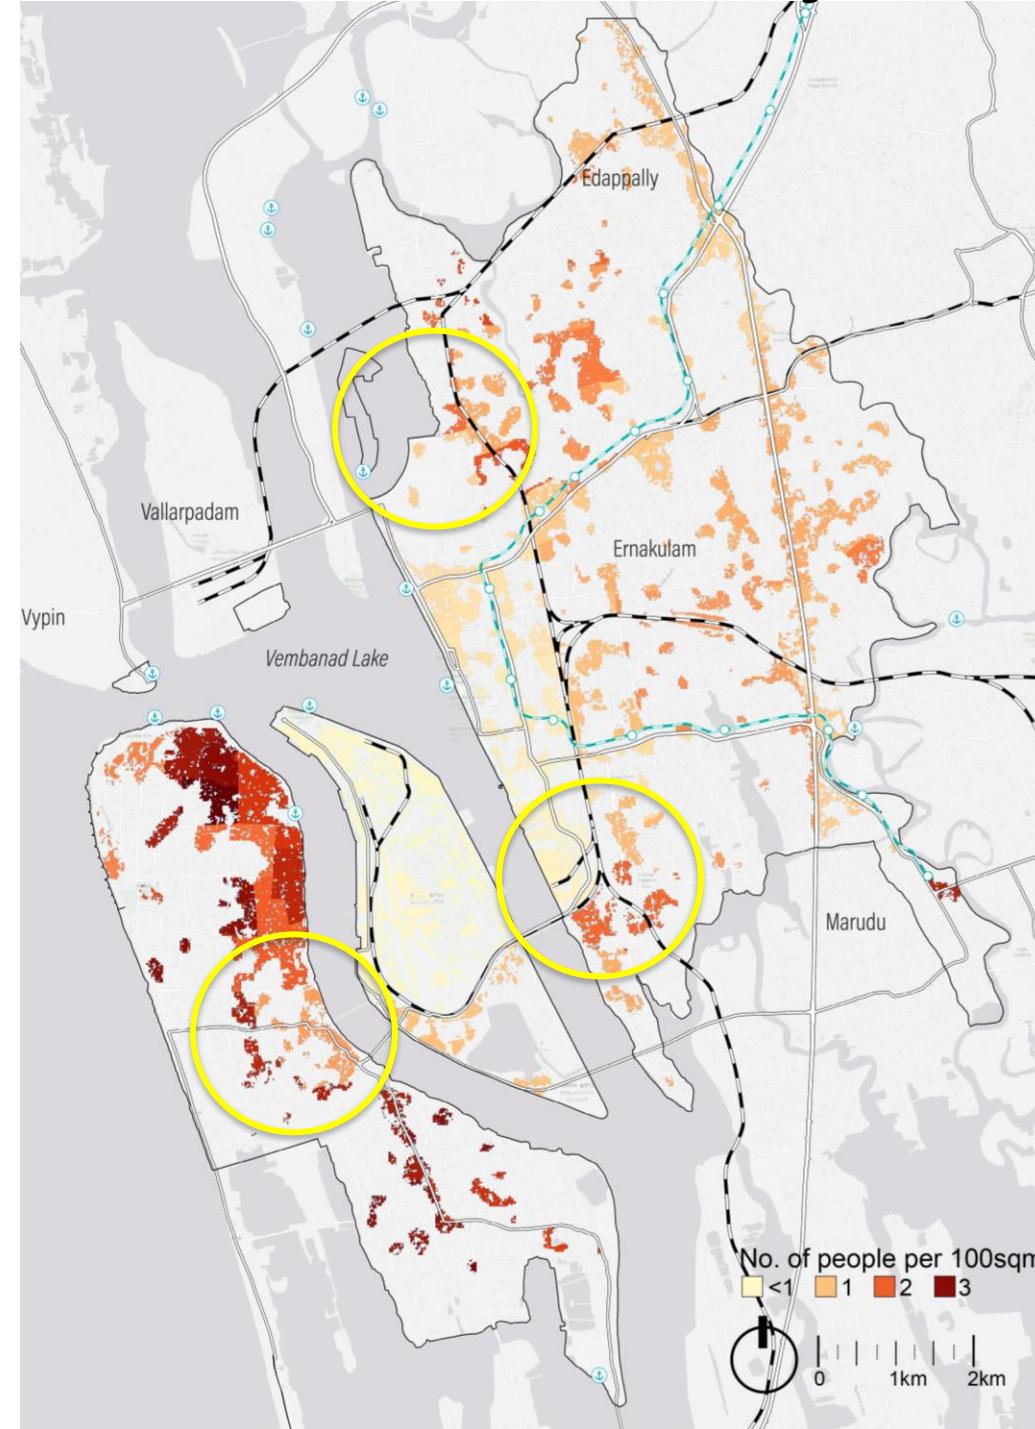 Edappally
Vallarpadam
Ernakulam
Vypin
Vembanad Lake
Marudu
No. of people per 100sqm
<1 1 2 3
0 1km 2km